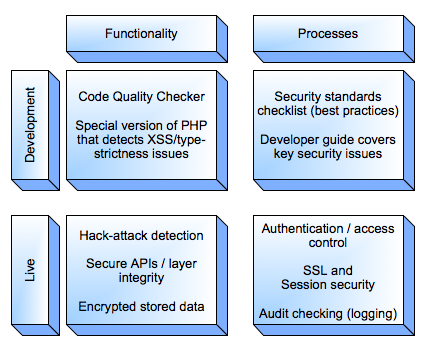 Functionality
Processes
Development
Code Quality Checker
Special version of PHP
that detects XSS/type-
strictness issues
Security standards
checklist (best practices)
Developer guide covers
key security issues
Live
Hack-attack detection
Secure APIs / layer
integrity
Encrypted stored data
Authentication / access
control
SSL and
Session security
Audit checking (logging)